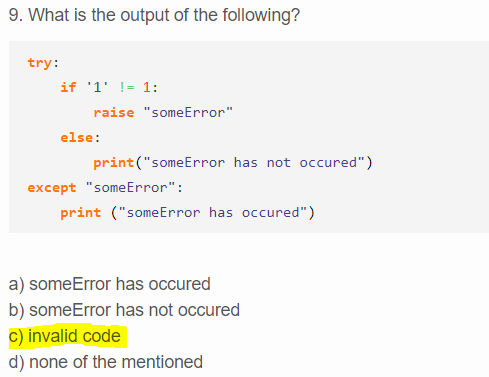 9. What is the output of the following?
try:
    if '1' != 1:
        raise "someError"
    else:
        print("someError has not occured")
except "someError":
    print ("someError has occured")
a) someError has occured
b) someError has not occured
c) invalid code
d) none of the mentioned